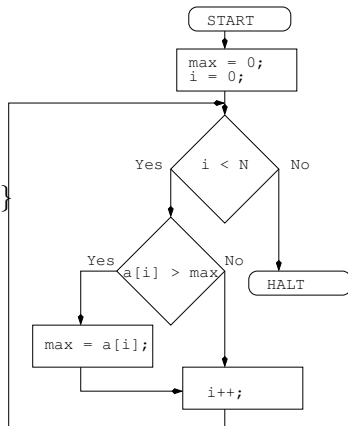 START
max = 0;
i = 0;
}
Yes
i < N
No
Yes
a[i] > max
No
HALT
max = a[i];
i++;